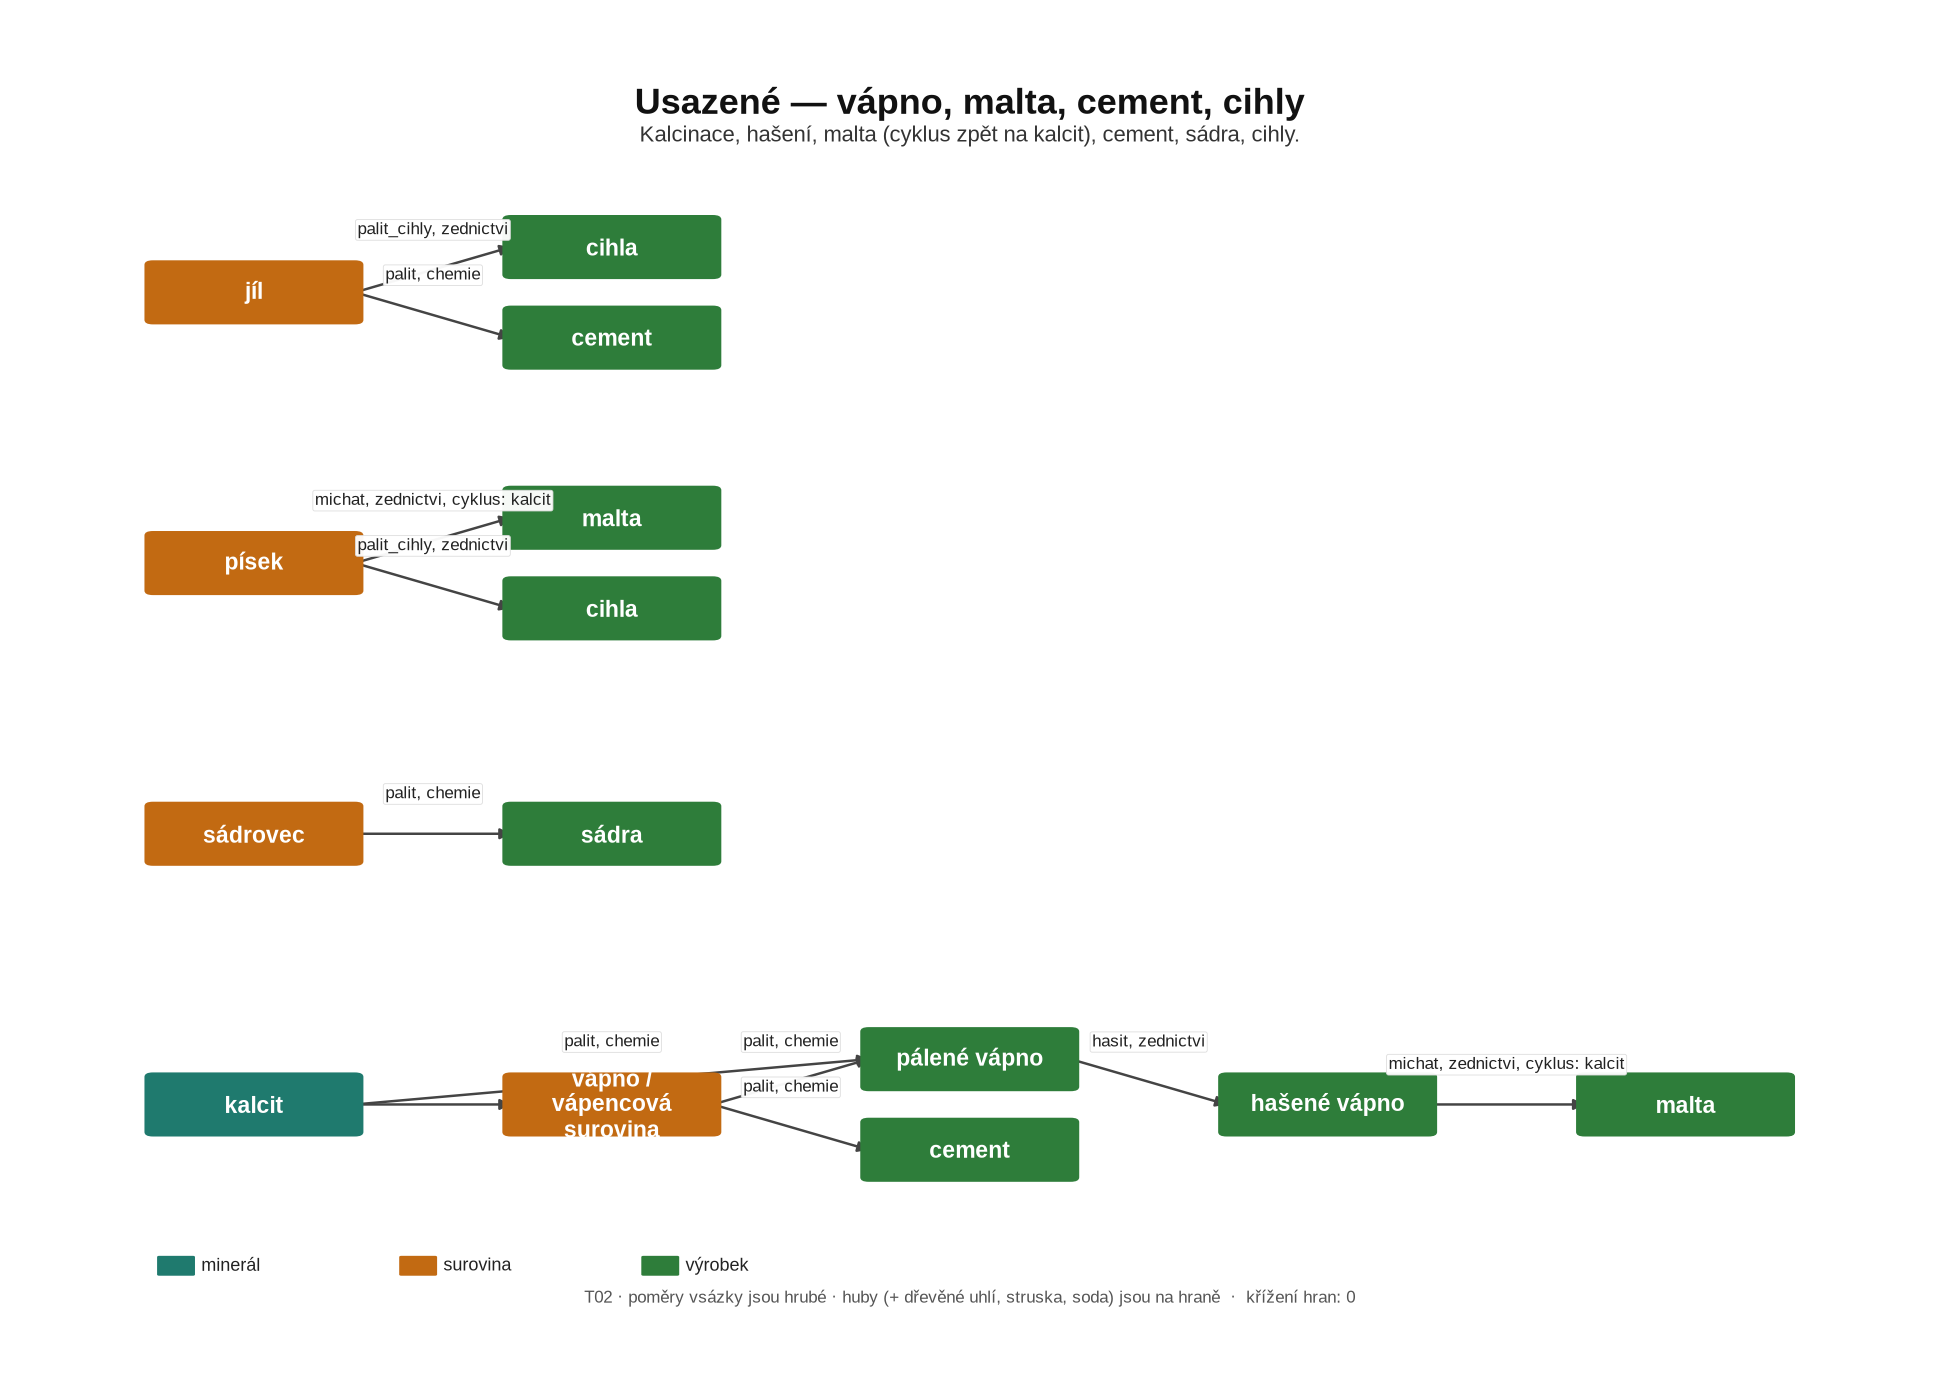 Usazené — vápno, malta, cement, cihly
Kalcinace, hašení, malta (cyklus zpět na kalcit), cement, sádra, cihly.
palit_cihly, zednictvi
cihla
palit, chemie
jíl
cement
michat, zednictvi, cyklus: kalcit
malta
palit_cihly, zednictvi
písek
cihla
palit, chemie
sádrovec
sádra
palit, chemie
palit, chemie
pálené vápno
hasit, zednictvi
michat, zednictvi, cyklus: kalcit
kalcit
vápno /
vápencová
surovina
palit, chemie
hašené vápno
malta
cement
minerál
surovina
výrobek
T02 · poměry vsázky jsou hrubé · huby (+ dřevěné uhlí, struska, soda) jsou na hraně · křížení hran: 0